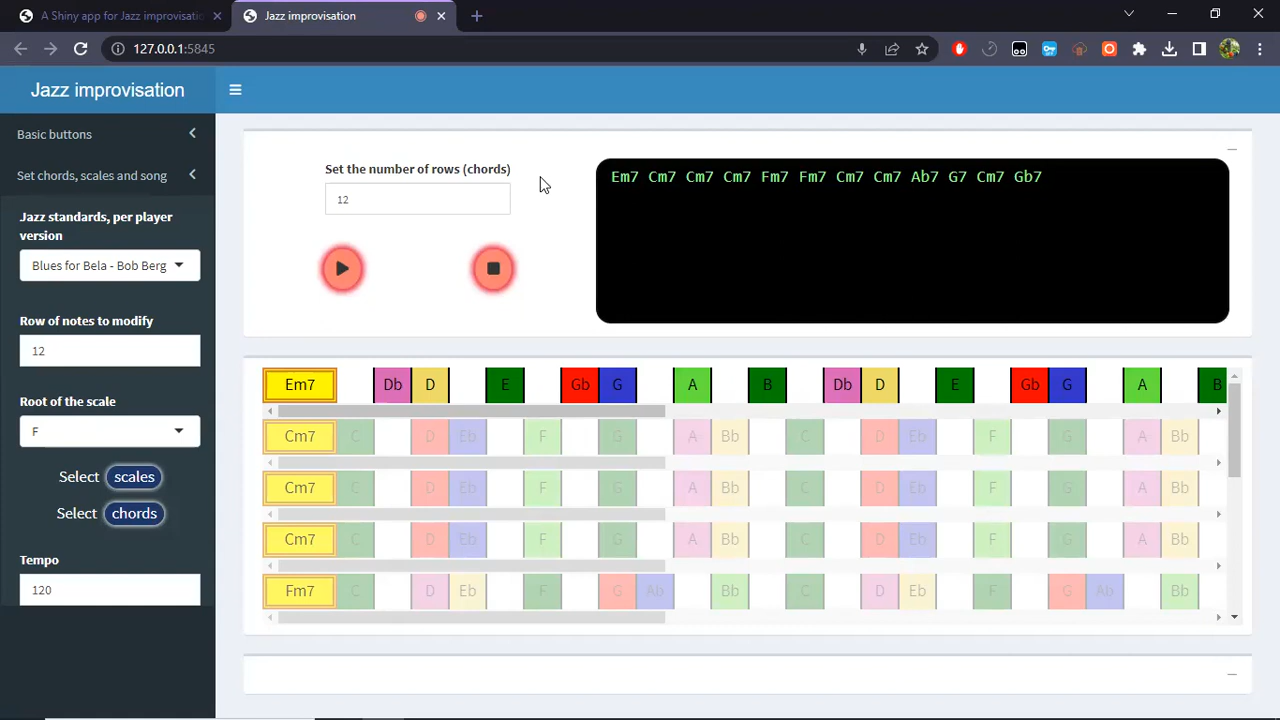 A Shiny app for Jazz improvisati
Jazz improvisation
127.0.0.1:5845
Jazz improvisation
Basic buttons
Set chords, scales and song
Jazz standards, per player
version
Blues for Bela - Bob Berg
Row of notes to modify
12
Root of the scale
F
Select scales
Select chords
Tempo
120
Set the number of rows (chords)
12
Em7 Cm7 Cm7 Cm7 Fm7 Fm7 Cm7 Cm7 Ab7 G7 Cm7 Gb7
Em7 Db D E Gb G A B Db D E Gb G A B
Cm7 C D Eb F G A Bb C D Eb F G A Bb
Cm7 C D Eb F G A Bb C D Eb F G A Bb
Cm7 C D Eb F G A Bb C D Eb F G A Bb
Fm7 C D Eb F G Ab Bb C D Eb F G Ab Bb